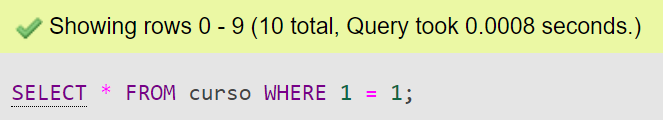 Showing rows 0 - 9 (10 total, Query took 0.0008 seconds.)
SELECT * FROM curso WHERE 1 = 1;